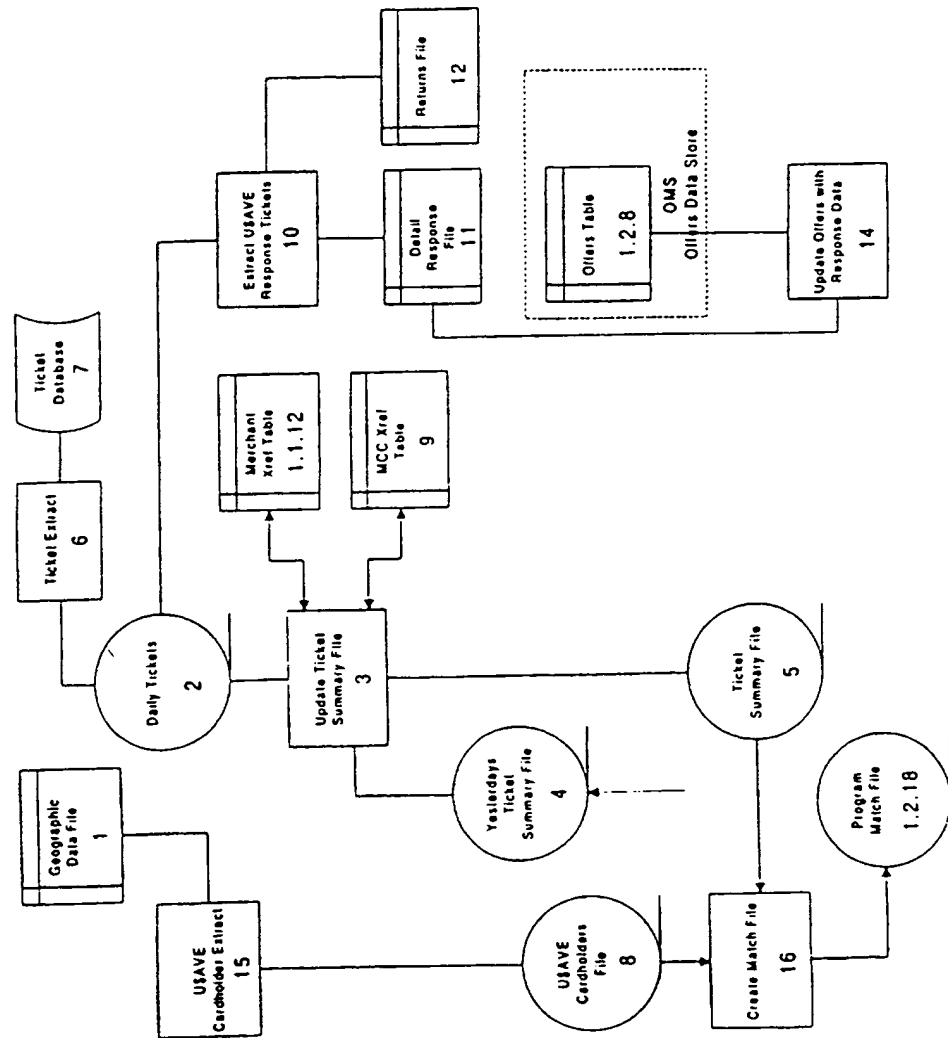 Ticket
Database
7
Ticket Extract
6
Returns File
12
Extract USAVE
Response Tickets
10
Detail
Response
File
11
Offers Table
1.2.8
OMS
Offers Data Store
Update Offers with
Response Data
14
Daily Tickets
2
Merchant
Xref Table
1.1.12
MCC Xref
Table
9
Update Ticket
Summary File
3
Geographic
Data File
1
Yesterdays
Ticket
Summary File
4
Ticket
Summary File
5
USAVE
Cardholder Extract
15
USAVE
Cardholders
File
8
Program
Match File
1.2.18
Create Match File
16